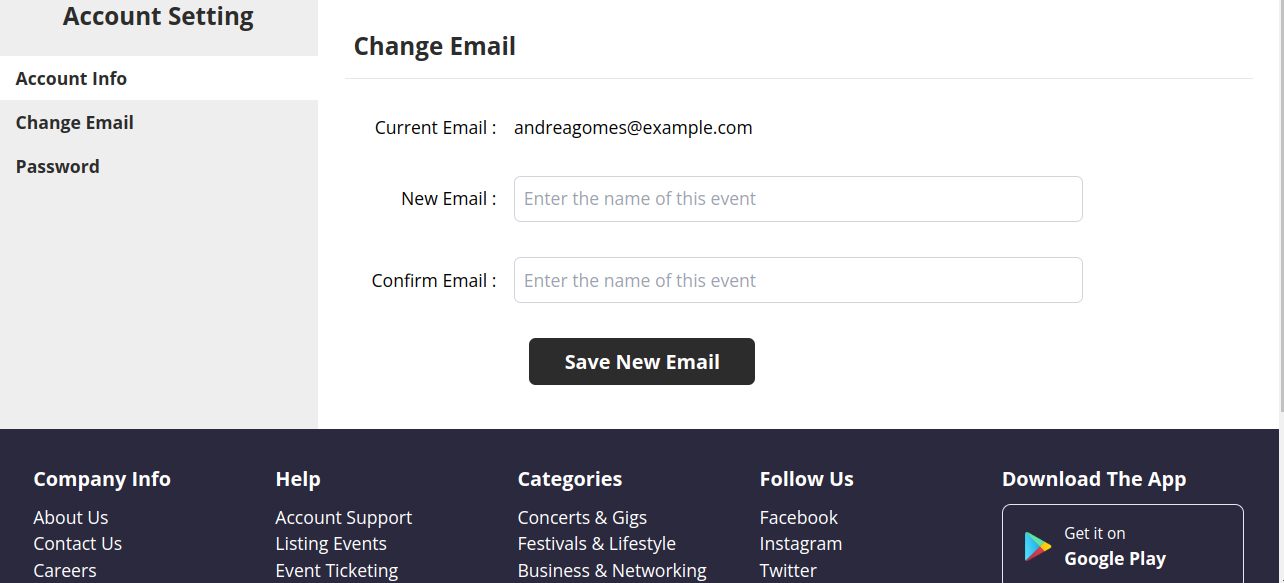 Account Setting
Account Info
Change Email
Password
Change Email
Current Email : andreagomes@example.com
New Email : Enter the name of this event
Confirm Email : Enter the name of this event
Save New Email
Company Info
About Us
Contact Us
Careers
Help
Account Support
Listing Events
Event Ticketing
Categories
Concerts & Gigs
Festivals & Lifestyle
Business & Networking
Follow Us
Facebook
Instagram
Twitter
Download The App
Get it on
Google Play